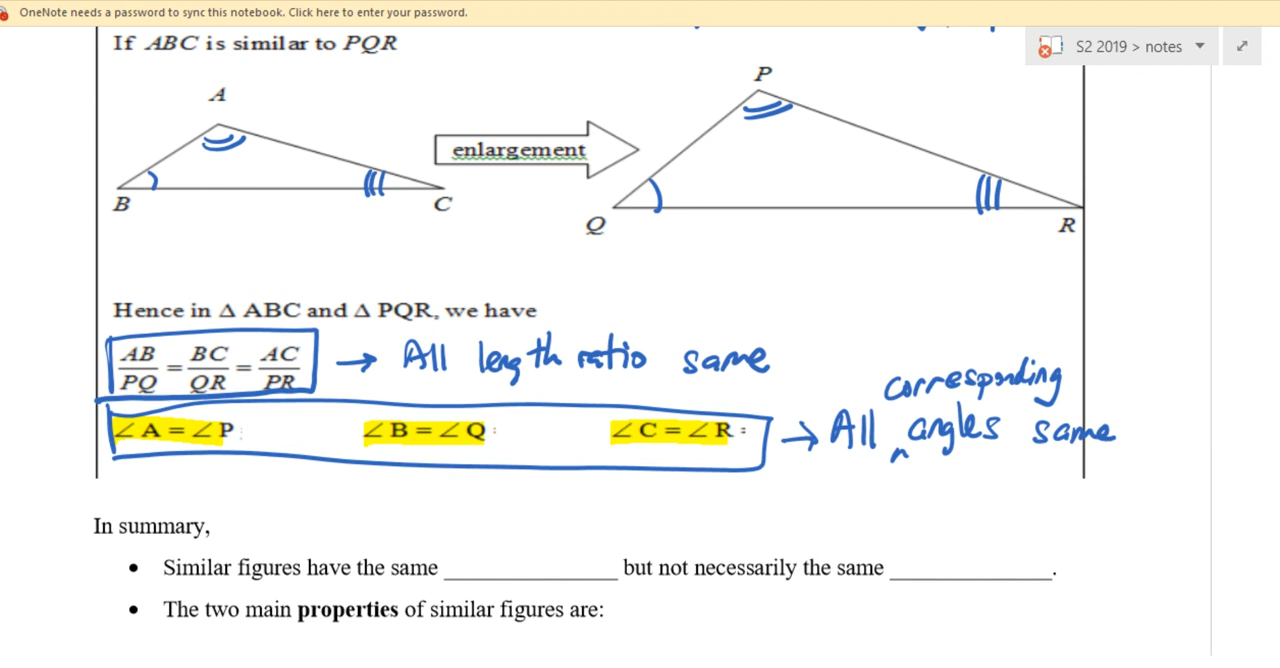 OneNote needs a password to sync this notebook. Click here to enter your password.
If ABC is similar to PQR
S2 2019 > notes
A
P
enlargement
B
C
Q
R
Hence in Δ ABC and Δ PQR, we have
AB/PQ = BC/QR = AC/PR → All length ratio same
corresponding
∠A = ∠P : ∠B = ∠Q : ∠C = ∠R : → All angles same
In summary,
• Similar figures have the same ______________ but not necessarily the same _____________.
• The two main properties of similar figures are: